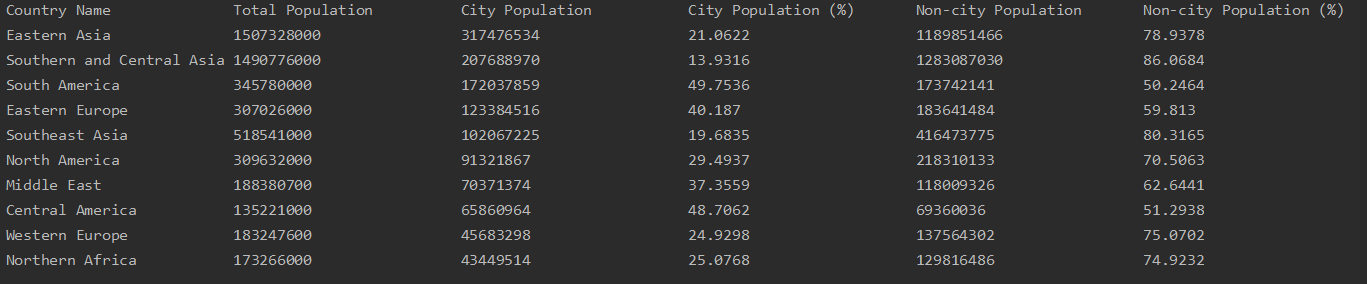 Country Name Total Population City Population City Population (%) Non-city Population Non-city Population (%)
Eastern Asia 1507328000 317476534 21.0622 1189851466 78.9378
Southern and Central Asia 1490776000 207688970 13.9316 1283087030 86.0684
South America 345780000 172037859 49.7536 173742141 50.2464
Eastern Europe 307026000 123384516 40.187 183641484 59.813
Southeast Asia 518541000 102067225 19.6835 416473775 80.3165
North America 309632000 91321867 29.4937 218310133 70.5063
Middle East 188380700 70371374 37.3559 118009326 62.6441
Central America 135221000 65860964 48.7062 69360036 51.2938
Western Europe 183247600 45683298 24.9298 137564302 75.0702
Northern Africa 173266000 43449514 25.0768 129816486 74.9232